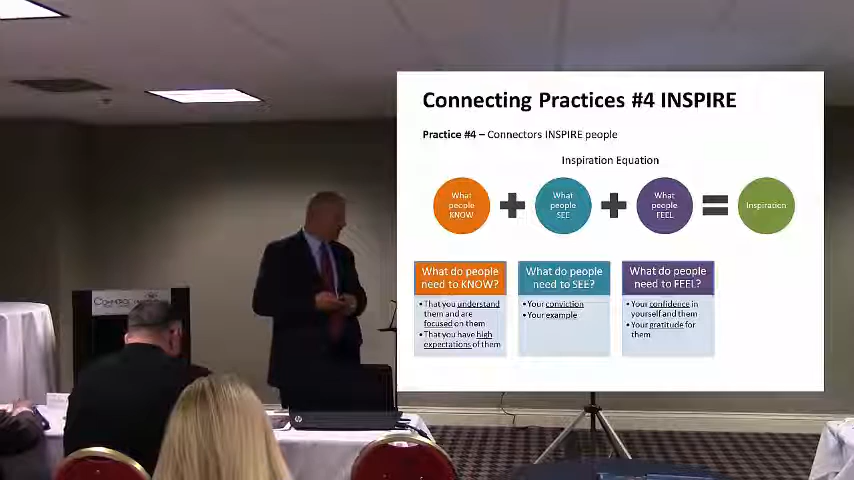 Connecting Practices #4 INSPIRE
Practice #4 – Connectors INSPIRE people
Inspiration Equation
What
people
KNOW
What
people
SEE
What
people
FEEL
Inspiration
What do people
need to KNOW?
• That you understand
them and are
focused on them
• That you have high
expectations of them
What do people
need to SEE?
• Your conviction
• Your example
What do people
need to FEEL?
• Your confidence in
yourself and them
• Your gratitude for
them
hp